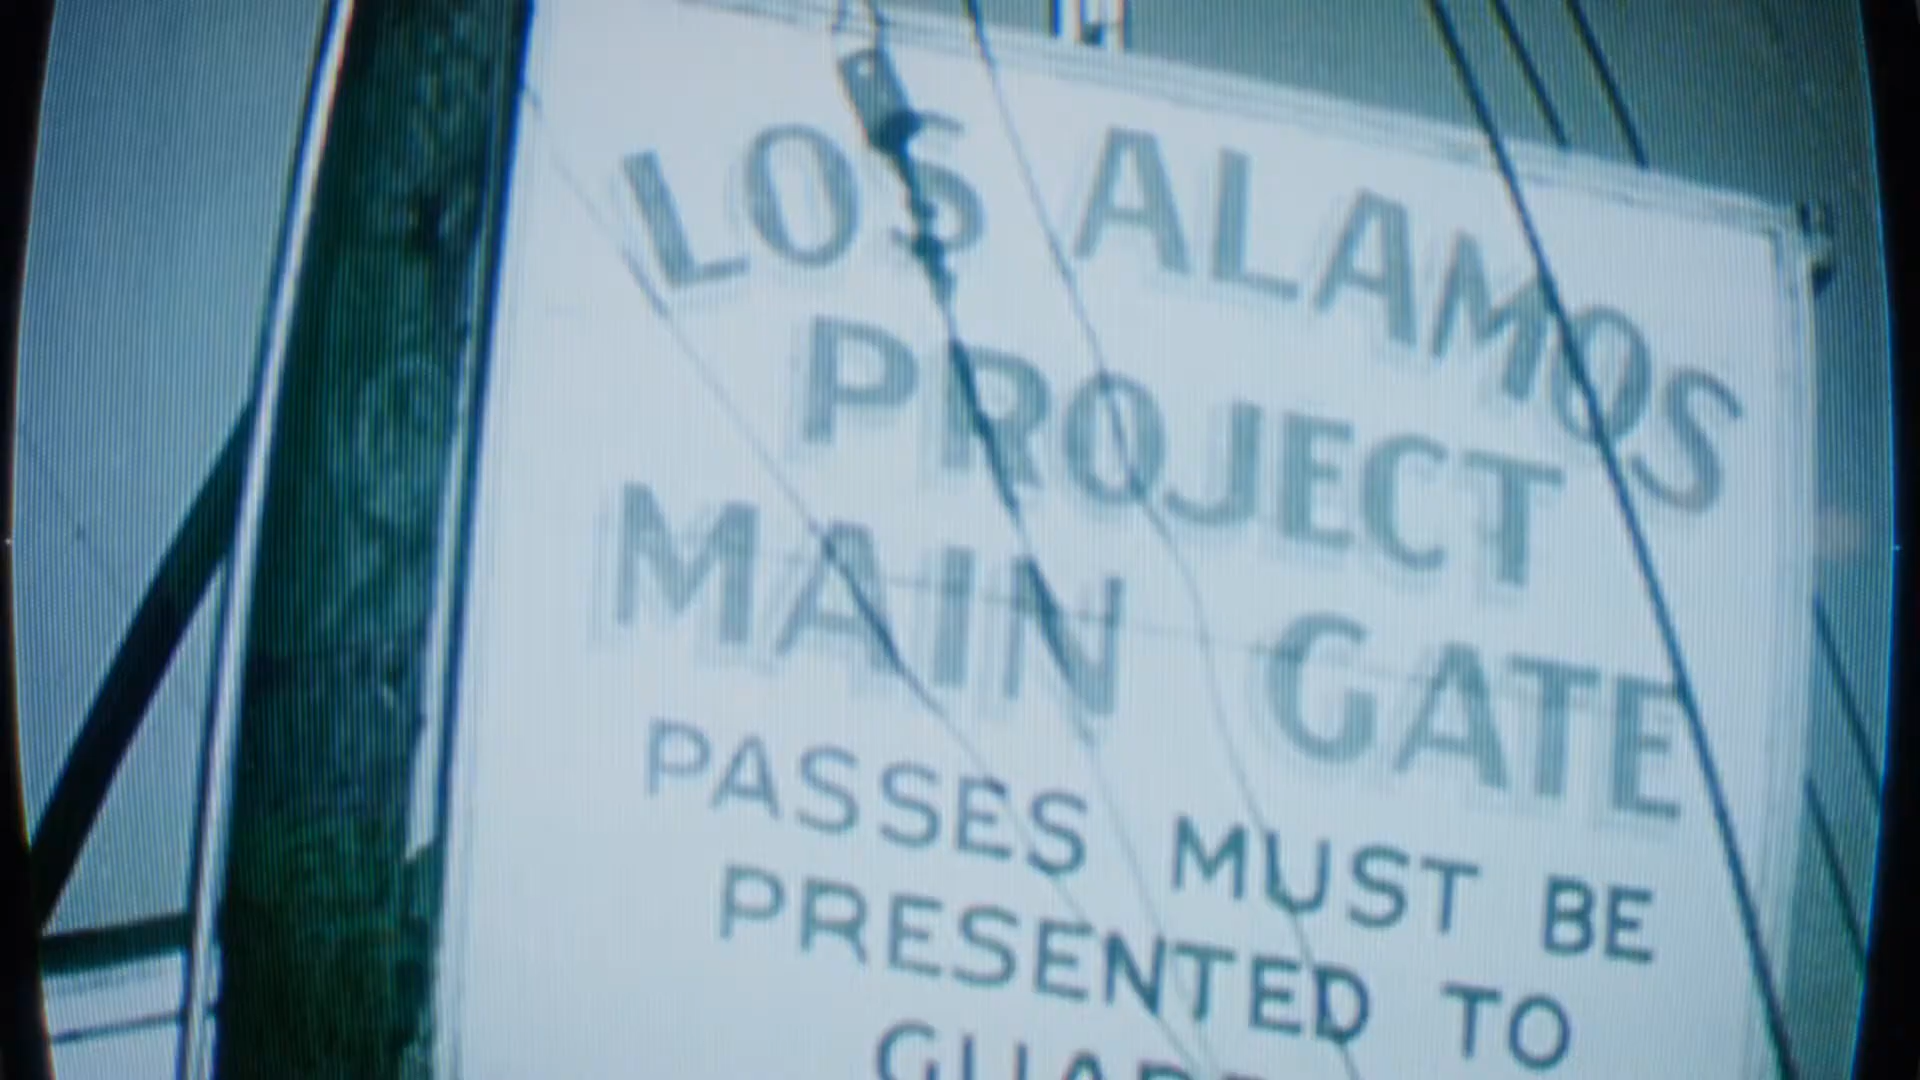 LOS ALAMOS
PROJECT
MAIN GATE
PASSES MUST BE
PRESENTED TO